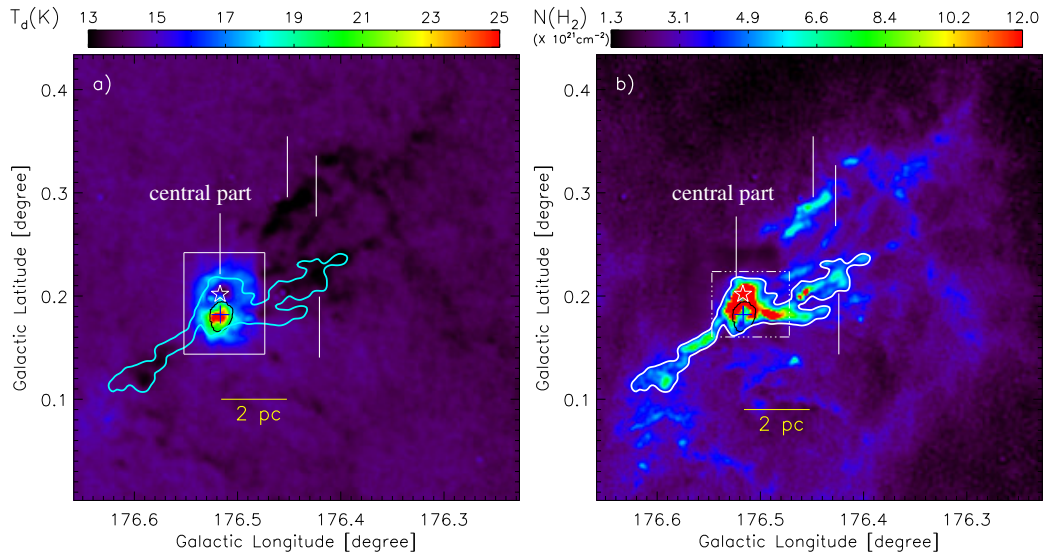 T_d(K) 13 15 17 19 21 23 25
N(H_2) 1.3 3.1 4.9 6.6 8.4 10.2 12.0
(X 10^21 cm^-2)
a)
b)
central part
central part
2 pc
2 pc
0.4
0.3
0.2
0.1
Galactic Latitude [degree]
0.4
0.3
0.2
0.1
Galactic Latitude [degree]
176.6 176.5 176.4 176.3
Galactic Longitude [degree]
176.6 176.5 176.4 176.3
Galactic Longitude [degree]